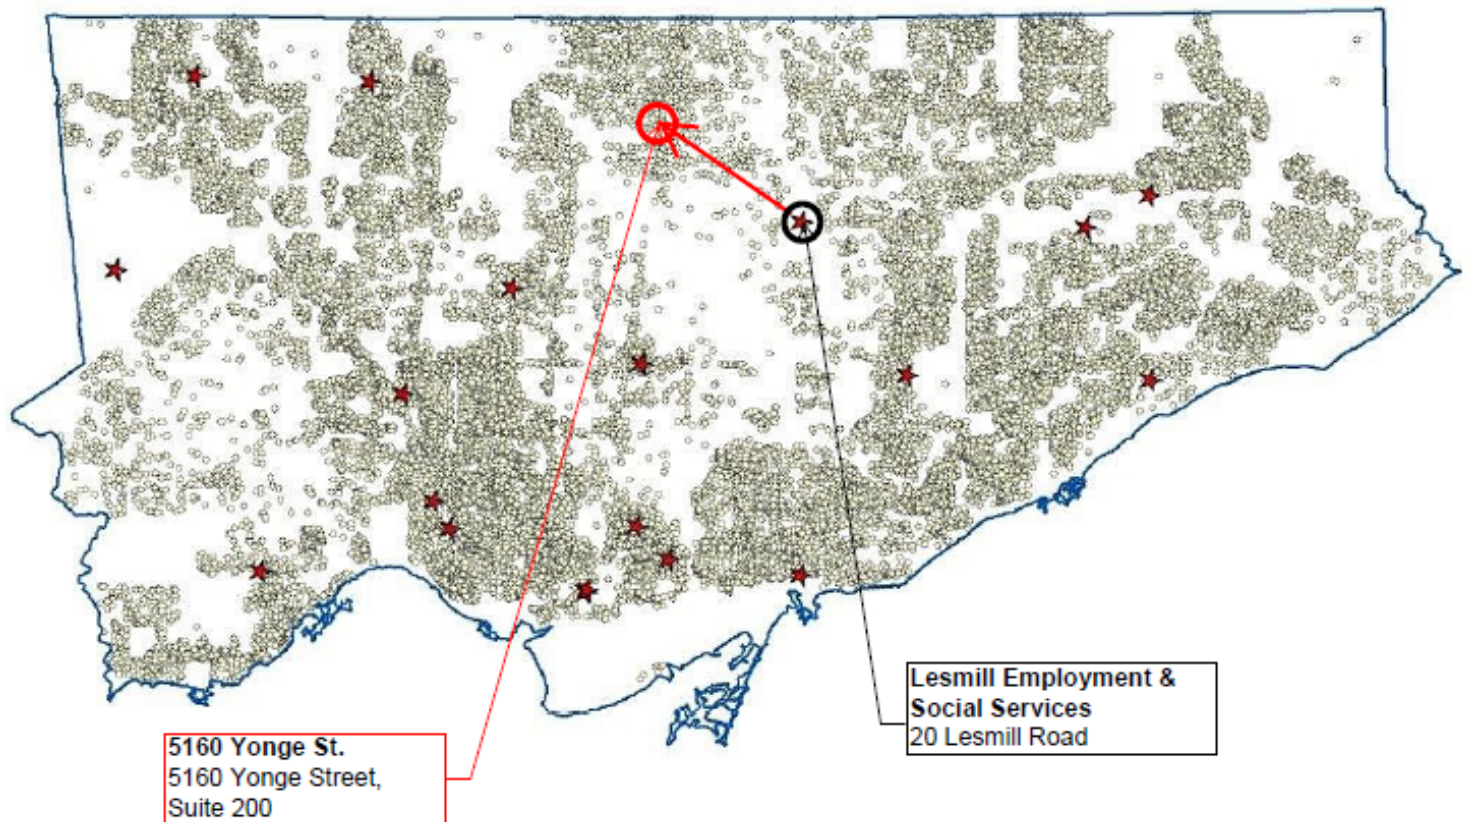 Lesmill Employment &
Social Services
20 Lesmill Road
5160 Yonge St.
5160 Yonge Street,
Suite 200